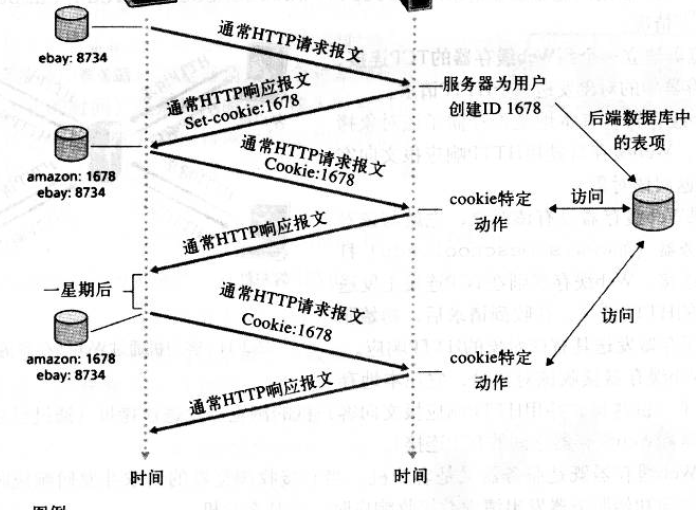 通常HTTP请求报文
ebay: 8734
通常HTTP响应报文
Set-cookie:1678
服务器为用户
创建ID 1678
后端数据库中
的表项
通常HTTP请求报文
Cookie:1678
amazon: 1678
ebay: 8734
cookie特定
动作
访问
通常HTTP响应报文
一星期后
通常HTTP请求报文
Cookie:1678
访问
amazon: 1678
ebay: 8734
cookie特定
动作
通常HTTP响应报文
时间
时间